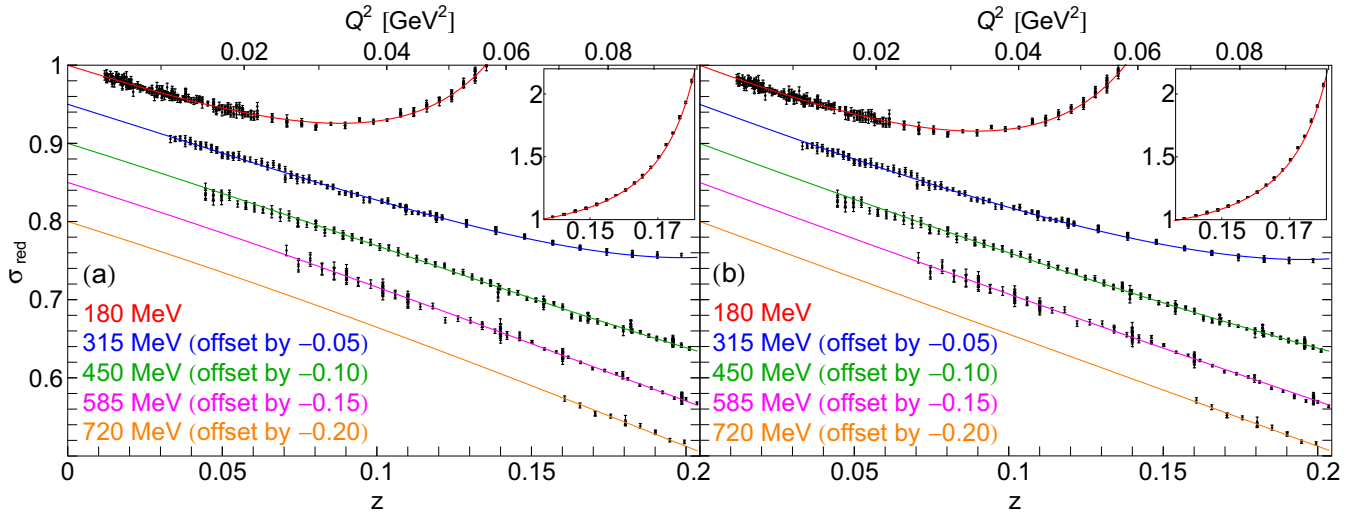 Q² [GeV²]
0.02 0.04 0.06 0.08
Q² [GeV²]
0.02 0.04 0.06 0.08
1
0.9
0.8
0.7
0.6
σred
2
1.5
1
0.15 0.17
(a)
180 MeV
315 MeV (offset by −0.05)
450 MeV (offset by −0.10)
585 MeV (offset by −0.15)
720 MeV (offset by −0.20)
0 0.05 0.1 0.15 0.2
z
2
1.5
1
0.15 0.17
(b)
180 MeV
315 MeV (offset by −0.05)
450 MeV (offset by −0.10)
585 MeV (offset by −0.15)
720 MeV (offset by −0.20)
0.05 0.1 0.15 0.2
z